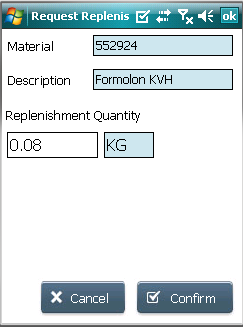 Request Replenis ok
Material 552924
Description Formolon KVH
Replenishment Quantity
0.08 KG
Cancel Confirm